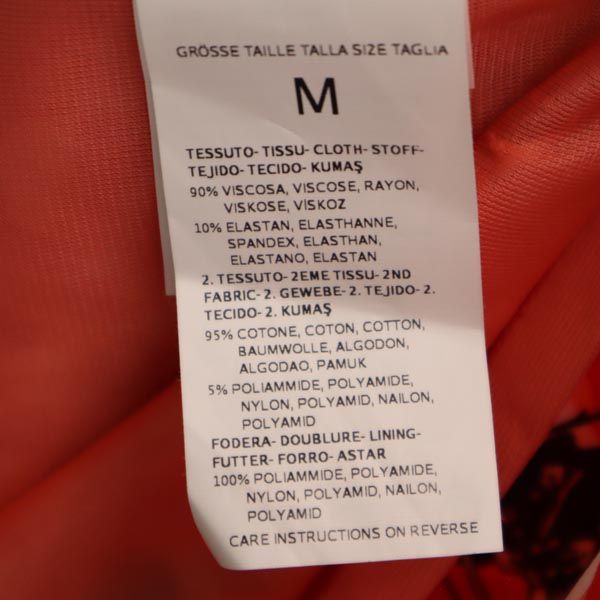 GRÖSSE TAILLE TALLA SIZE TAGLIA
M
TESSUTO- TISSU- CLOTH- STOFF-
TEJIDO- TECIDO- KUMAŞ
90% VISCOSA, VISCOSE, RAYON,
VISKOSE, VİSKOZ
10% ELASTAN, ELASTHANNE,
SPANDEX, ELASTHAN,
ELASTANO, ELASTAN
2. TESSUTO- 2EME TISSU- 2ND
FABRIC- 2. GEWEBE- 2. TEJIDO- 2.
TECIDO- 2. KUMAŞ
95% COTONE, COTON, COTTON,
BAUMWOLLE, ALGODON,
ALGODAO, PAMUK
5% POLIAMMIDE, POLYAMIDE,
NYLON, POLYAMID, NAILON,
POLYAMID
FODERA- DOUBLURE- LINING-
FUTTER- FORRO- ASTAR
100% POLIAMMIDE, POLYAMIDE,
NYLON, POLYAMID, NAILON,
POLYAMID
CARE INSTRUCTIONS ON REVERSE